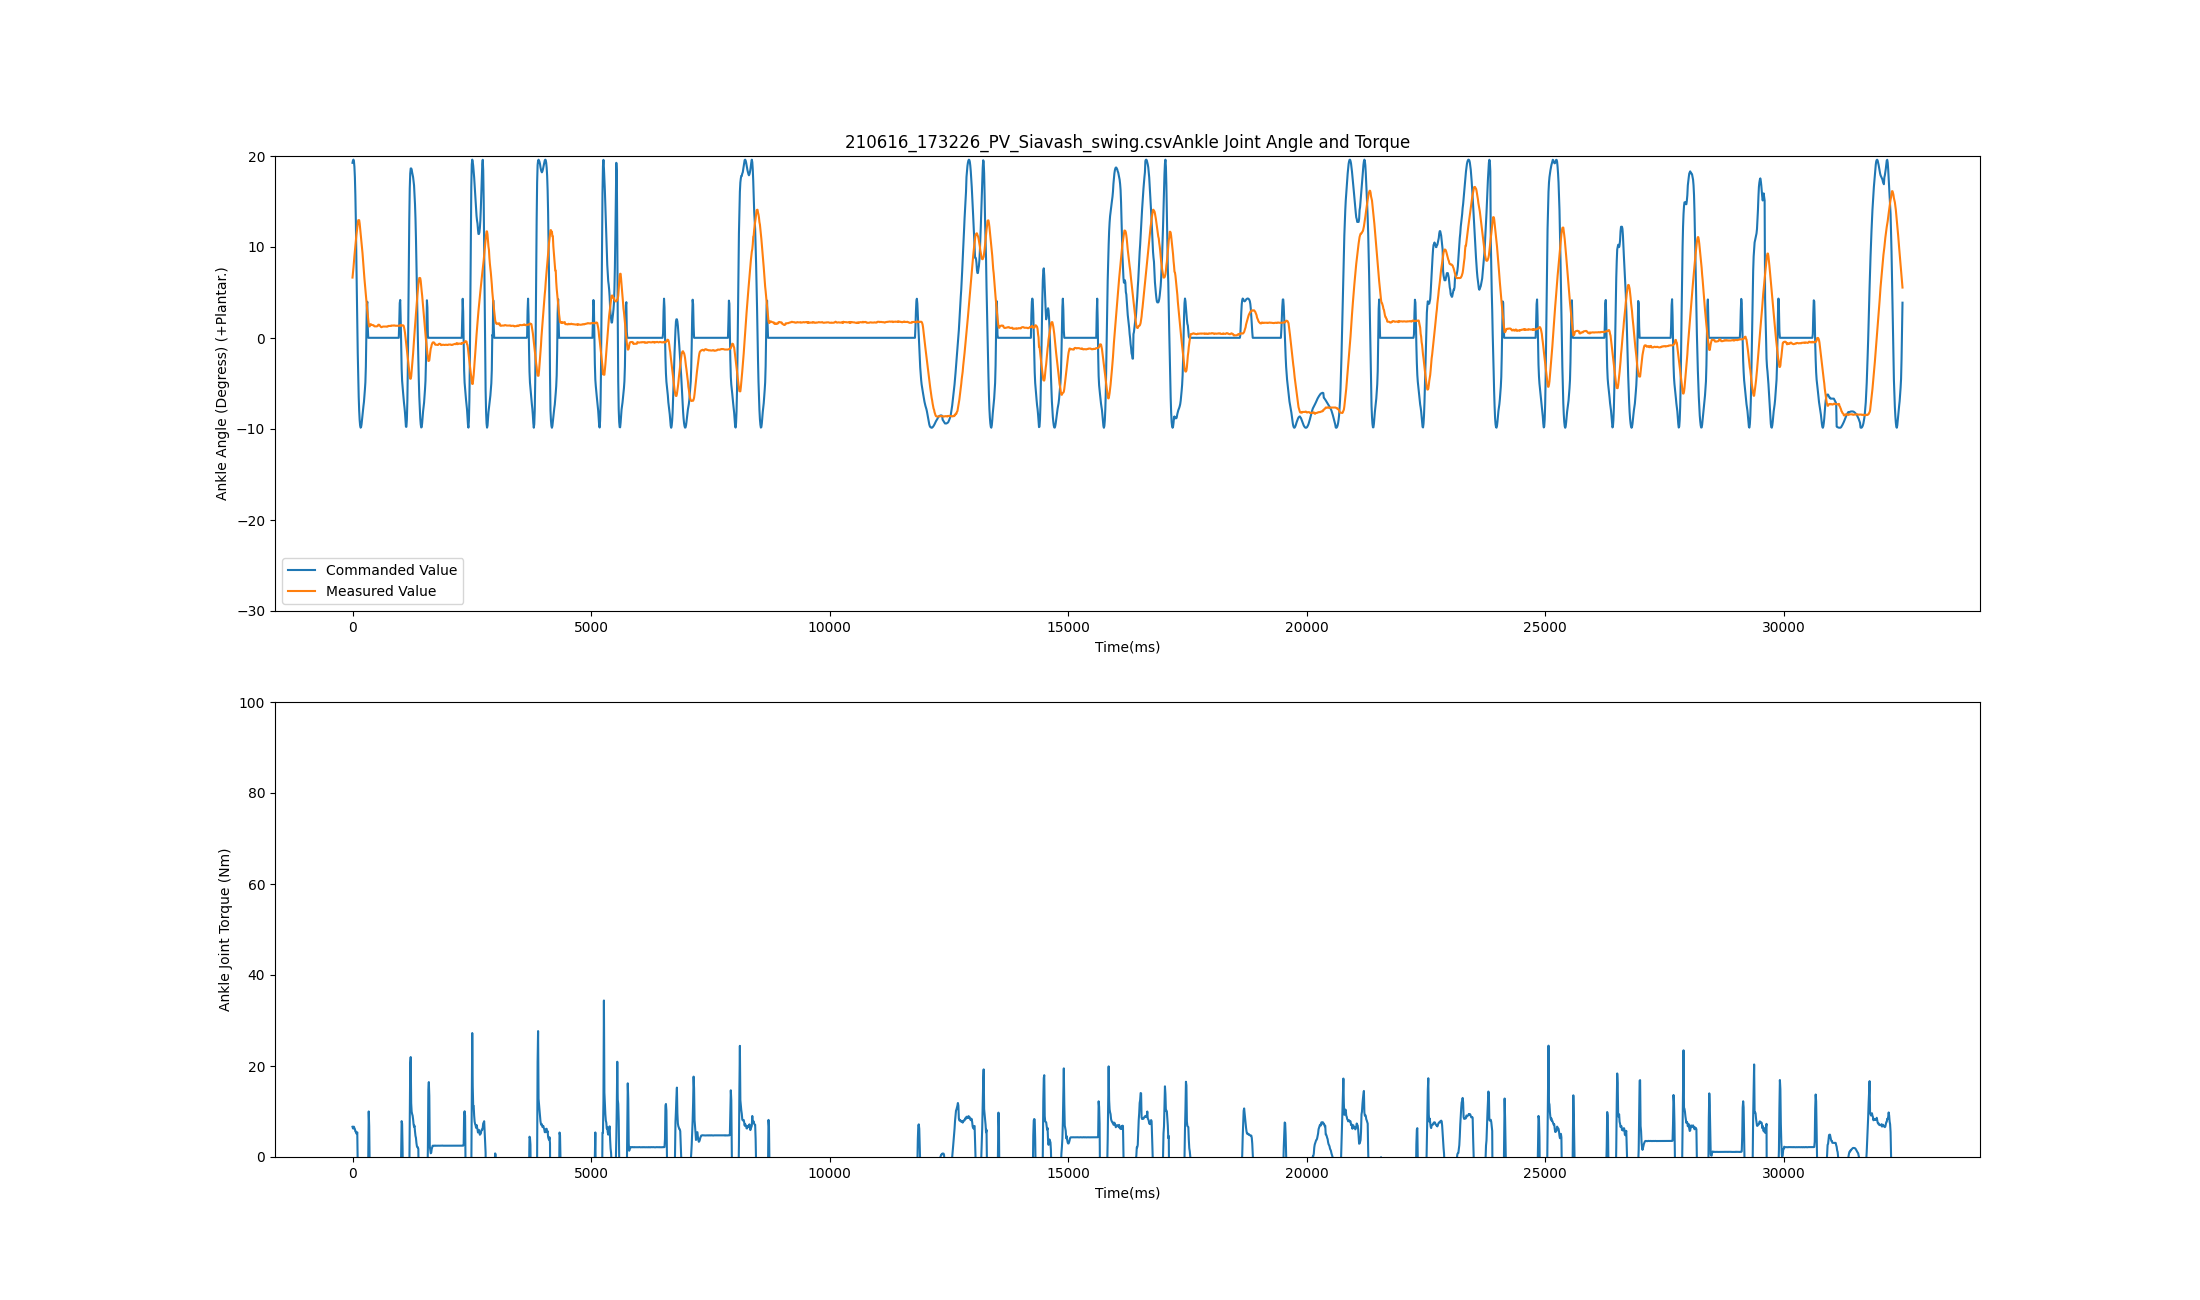 210616_173226_PV_Siavash_swing.csvAnkle Joint Angle and Torque
Ankle Angle (Degress) (+Plantar.)
20
10
0
−10
−20
−30
Commanded Value
Measured Value
0 5000 10000 15000 20000 25000 30000
Time(ms)
Ankle Joint Torque (Nm)
100
80
60
40
20
0
0 5000 10000 15000 20000 25000 30000
Time(ms)